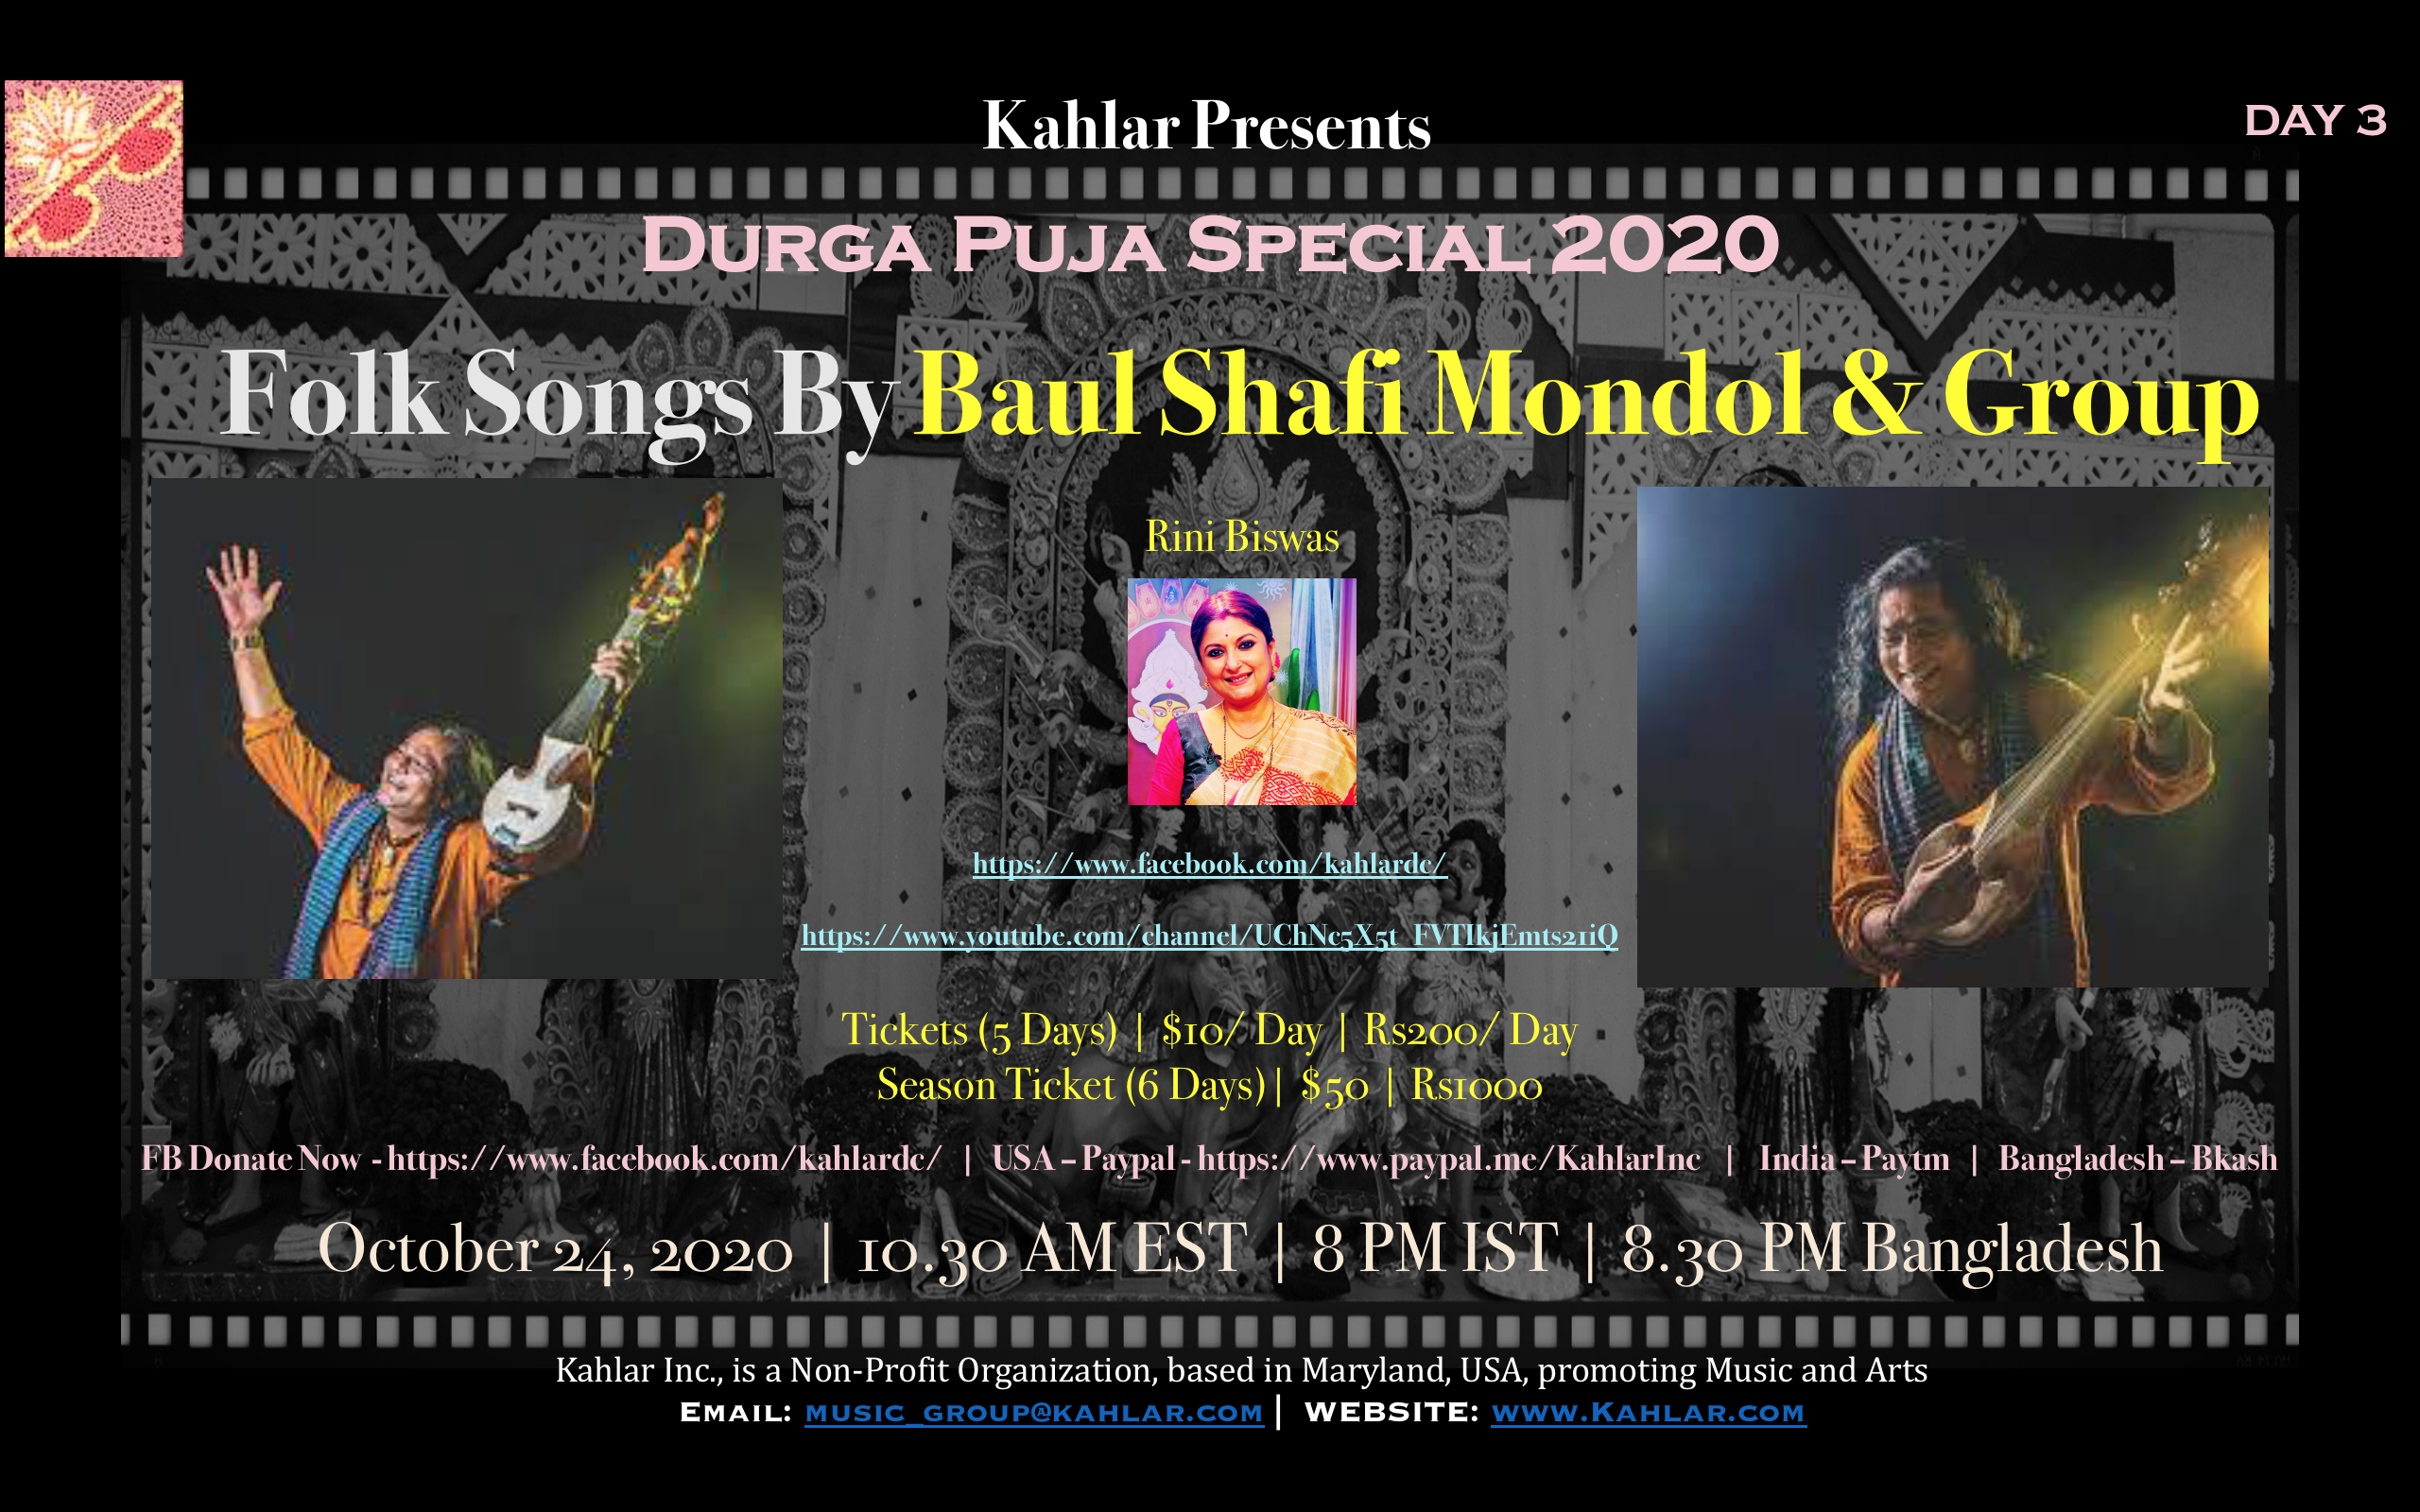 Kahlar Presents
DAY 3
Durga Puja Special 2020
Folk Songs By Baul Shafi Mondol & Group
Rini Biswas
https://www.facebook.com/kahlardc/
https://www.youtube.com/channel/UChNc5X5t_FVTIkjEmts21iQ
Tickets (5 Days) | $10/ Day | Rs200/ Day
Season Ticket (6 Days)| $50 | Rs1000
FB Donate Now - https://www.facebook.com/kahlardc/ | USA – Paypal - https://www.paypal.me/KahlarInc | India – Paytm | Bangladesh – Bkash
October 24, 2020 | 10.30 AM EST | 8 PM IST | 8.30 PM Bangladesh
Kahlar Inc., is a Non-Profit Organization, based in Maryland, USA, promoting Music and Arts
Email: music_group@kahlar.com | WEBSITE: www.Kahlar.com